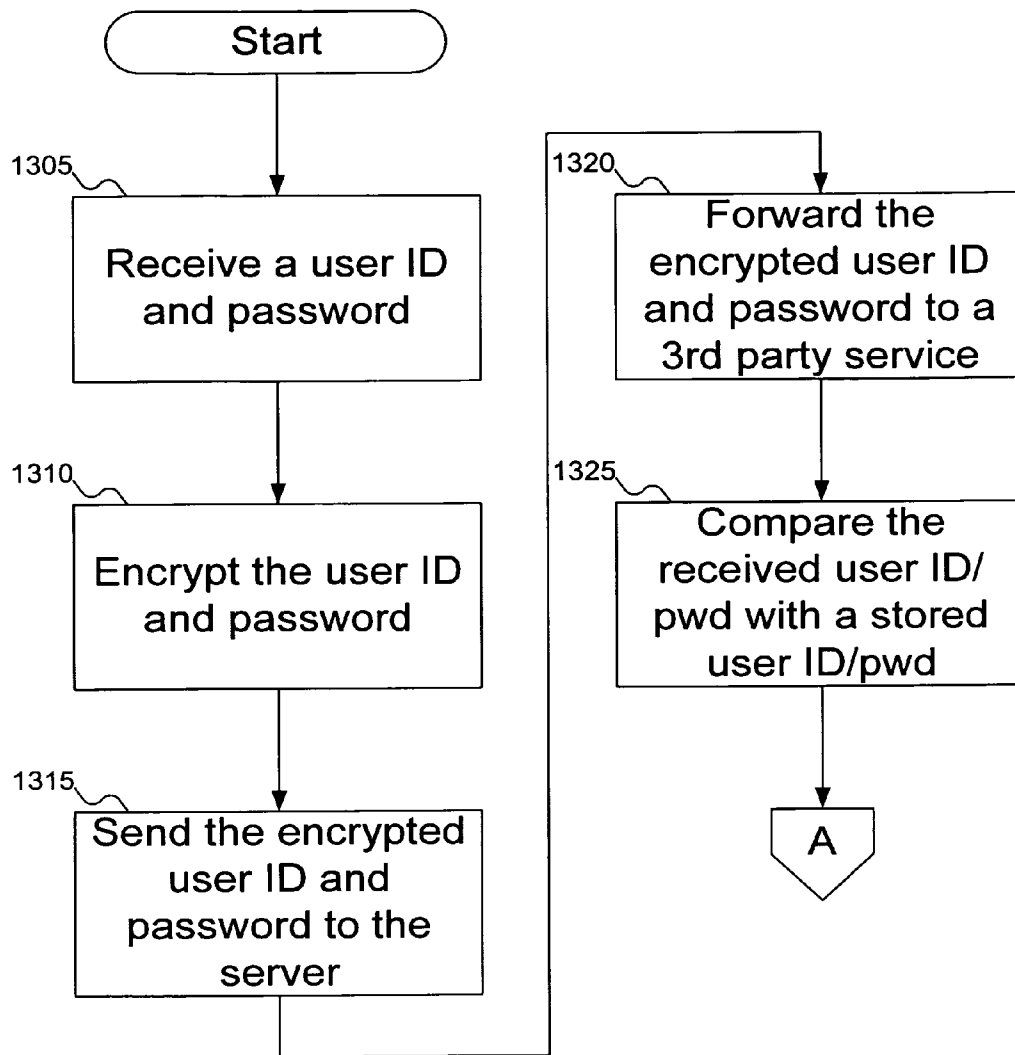 Start
1305
Receive a user ID
and password
1310
Encrypt the user ID
and password
1315
Send the encrypted
user ID and
password to the
server
1320
Forward the
encrypted user ID
and password to a
3rd party service
1325
Compare the
received user ID/
pwd with a stored
user ID/pwd
A